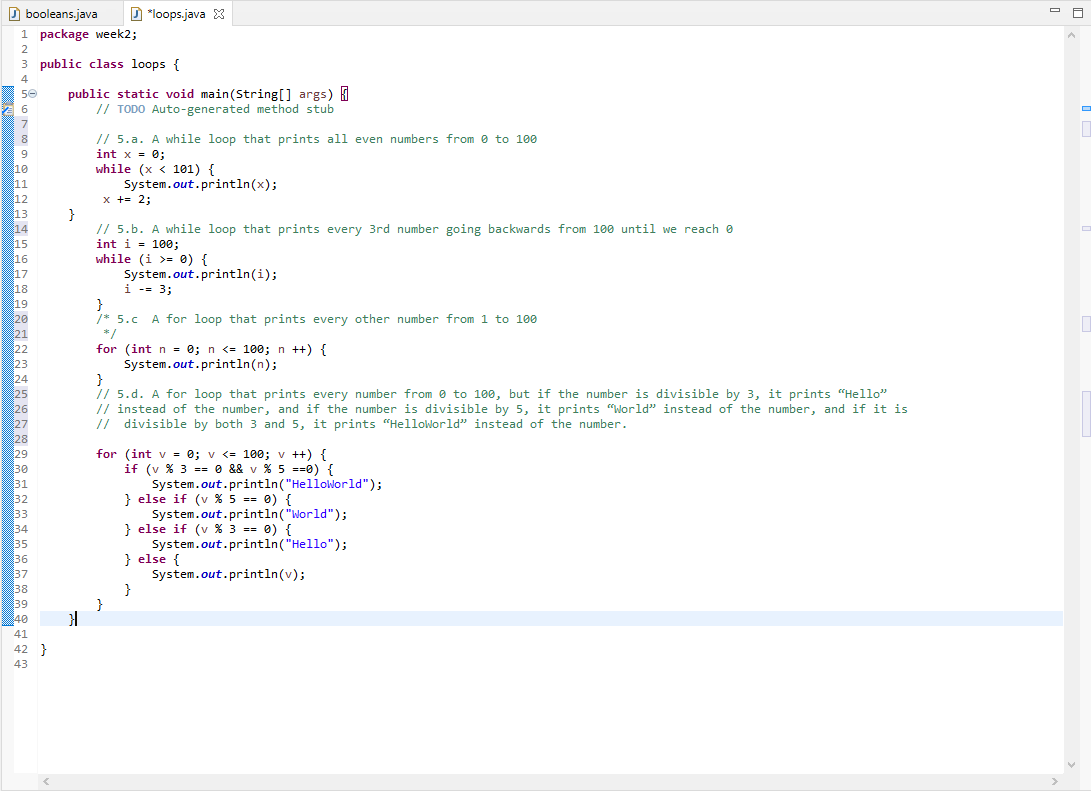 booleans.java *loops.java
1 package week2;
2
3 public class loops {
4
5 public static void main(String[] args) {
6 // TODO Auto-generated method stub
7
8 // 5.a. A while loop that prints all even numbers from 0 to 100
9 int x = 0;
10 while (x < 101) {
11 System.out.println(x);
12 x += 2;
13 }
14 // 5.b. A while loop that prints every 3rd number going backwards from 100 until we reach 0
15 int i = 100;
16 while (i >= 0) {
17 System.out.println(i);
18 i -= 3;
19 }
20 /* 5.c  A for loop that prints every other number from 1 to 100
21 */
22 for (int n = 0; n <= 100; n ++) {
23 System.out.println(n);
24 }
25 // 5.d. A for loop that prints every number from 0 to 100, but if the number is divisible by 3, it prints “Hello”
26 // instead of the number, and if the number is divisible by 5, it prints “World” instead of the number, and if it is
27 //  divisible by both 3 and 5, it prints “HelloWorld” instead of the number.
28
29 for (int v = 0; v <= 100; v ++) {
30 if (v % 3 == 0 && v % 5 ==0) {
31 System.out.println("HelloWorld");
32 } else if (v % 5 == 0) {
33 System.out.println("World");
34 } else if (v % 3 == 0) {
35 System.out.println("Hello");
36 } else {
37 System.out.println(v);
38 }
39 }
40 }
41
42 }
43